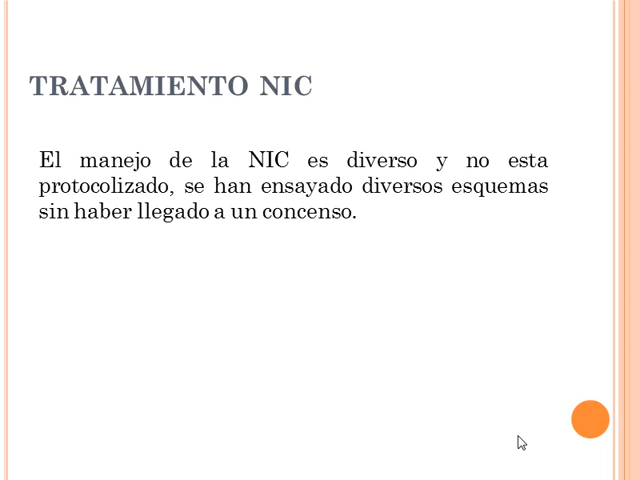 TRATAMIENTO NIC
El manejo de la NIC es diverso y no esta
protocolizado, se han ensayado diversos esquemas
sin haber llegado a un concenso.